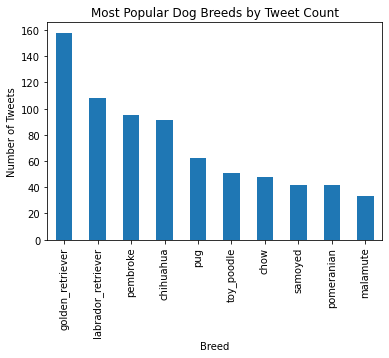 Most Popular Dog Breeds by Tweet Count
Number of Tweets
160
140
120
100
80
60
40
20
0
golden_retriever
labrador_retriever
pembroke
chihuahua
pug
toy_poodle
chow
samoyed
pomeranian
malamute
Breed